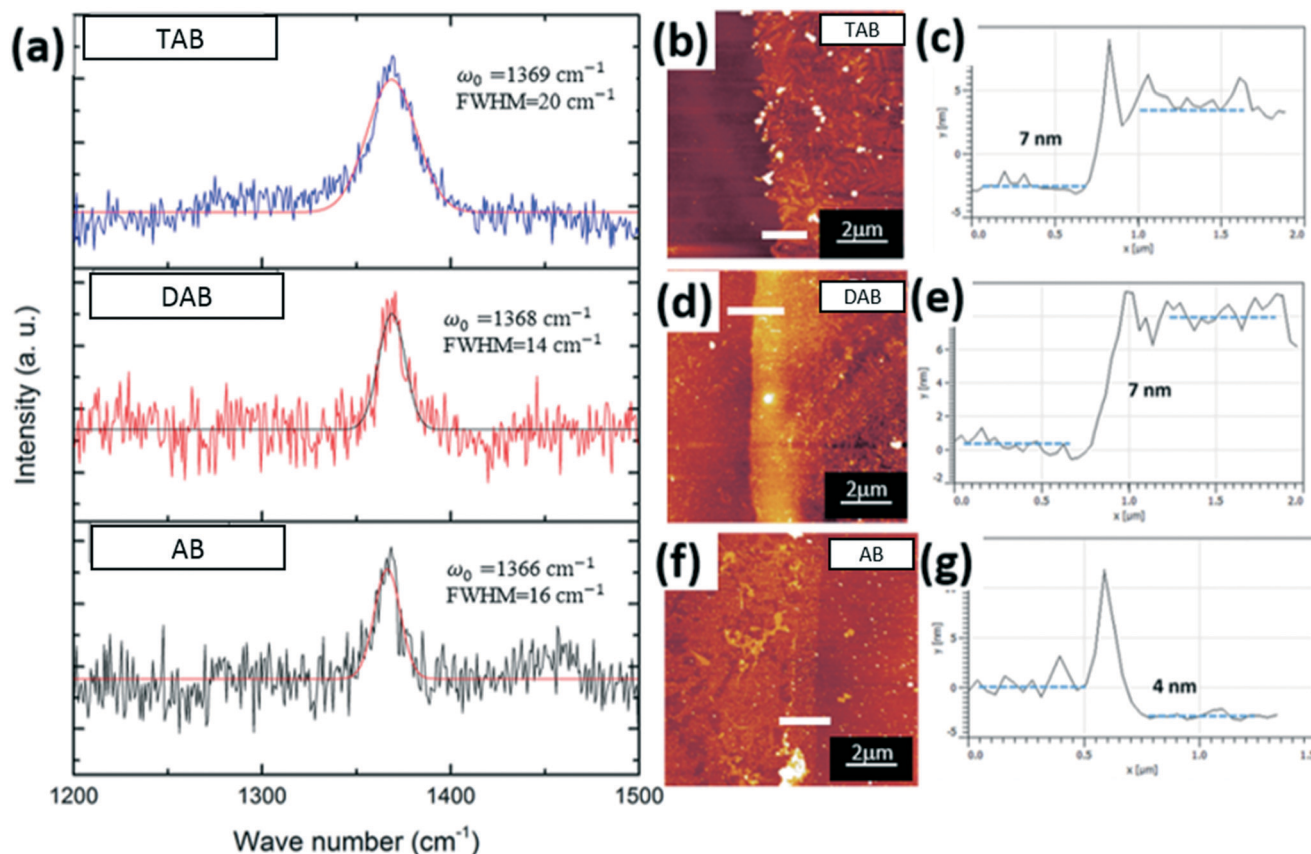 (a)
TAB
ω₀ =1369 cm⁻¹
FWHM=20 cm⁻¹
DAB
ω₀ =1368 cm⁻¹
FWHM=14 cm⁻¹
AB
ω₀ =1366 cm⁻¹
FWHM=16 cm⁻¹
Intensity (a. u.)
1200 1300 1400 1500
Wave number (cm⁻¹)
(b)
TAB
2μm
(c)
y [nm]
5
0
-5
7 nm
0.0 0.5 1.0 1.5 2.0
x [μm]
(d)
DAB
2μm
(e)
y [nm]
6
4
2
0
-2
7 nm
0.0 0.5 1.0 1.5 2.0
x [μm]
(f)
AB
2μm
(g)
y [nm]
5
0
-5
4 nm
0.0 0.5 1.0 1.5
x [μm]